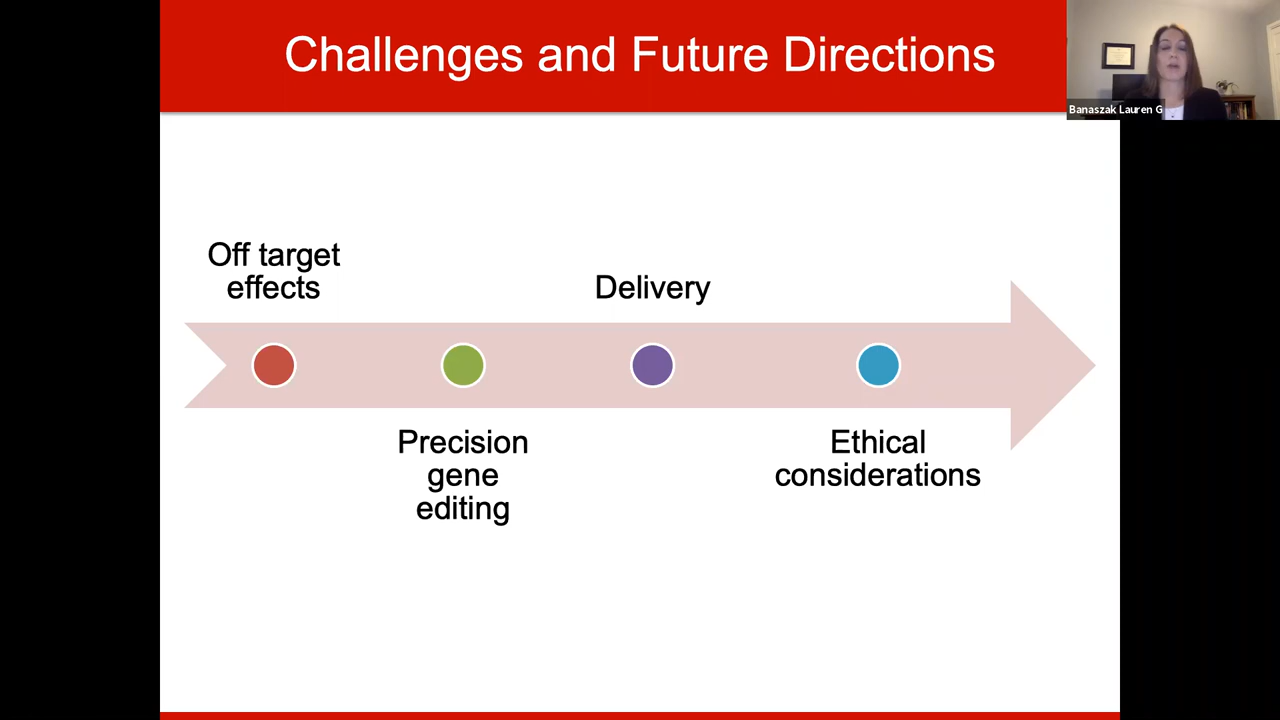 Challenges and Future Directions
Banaszak Lauren G
Off target
effects
Delivery
Precision
gene
editing
Ethical
considerations